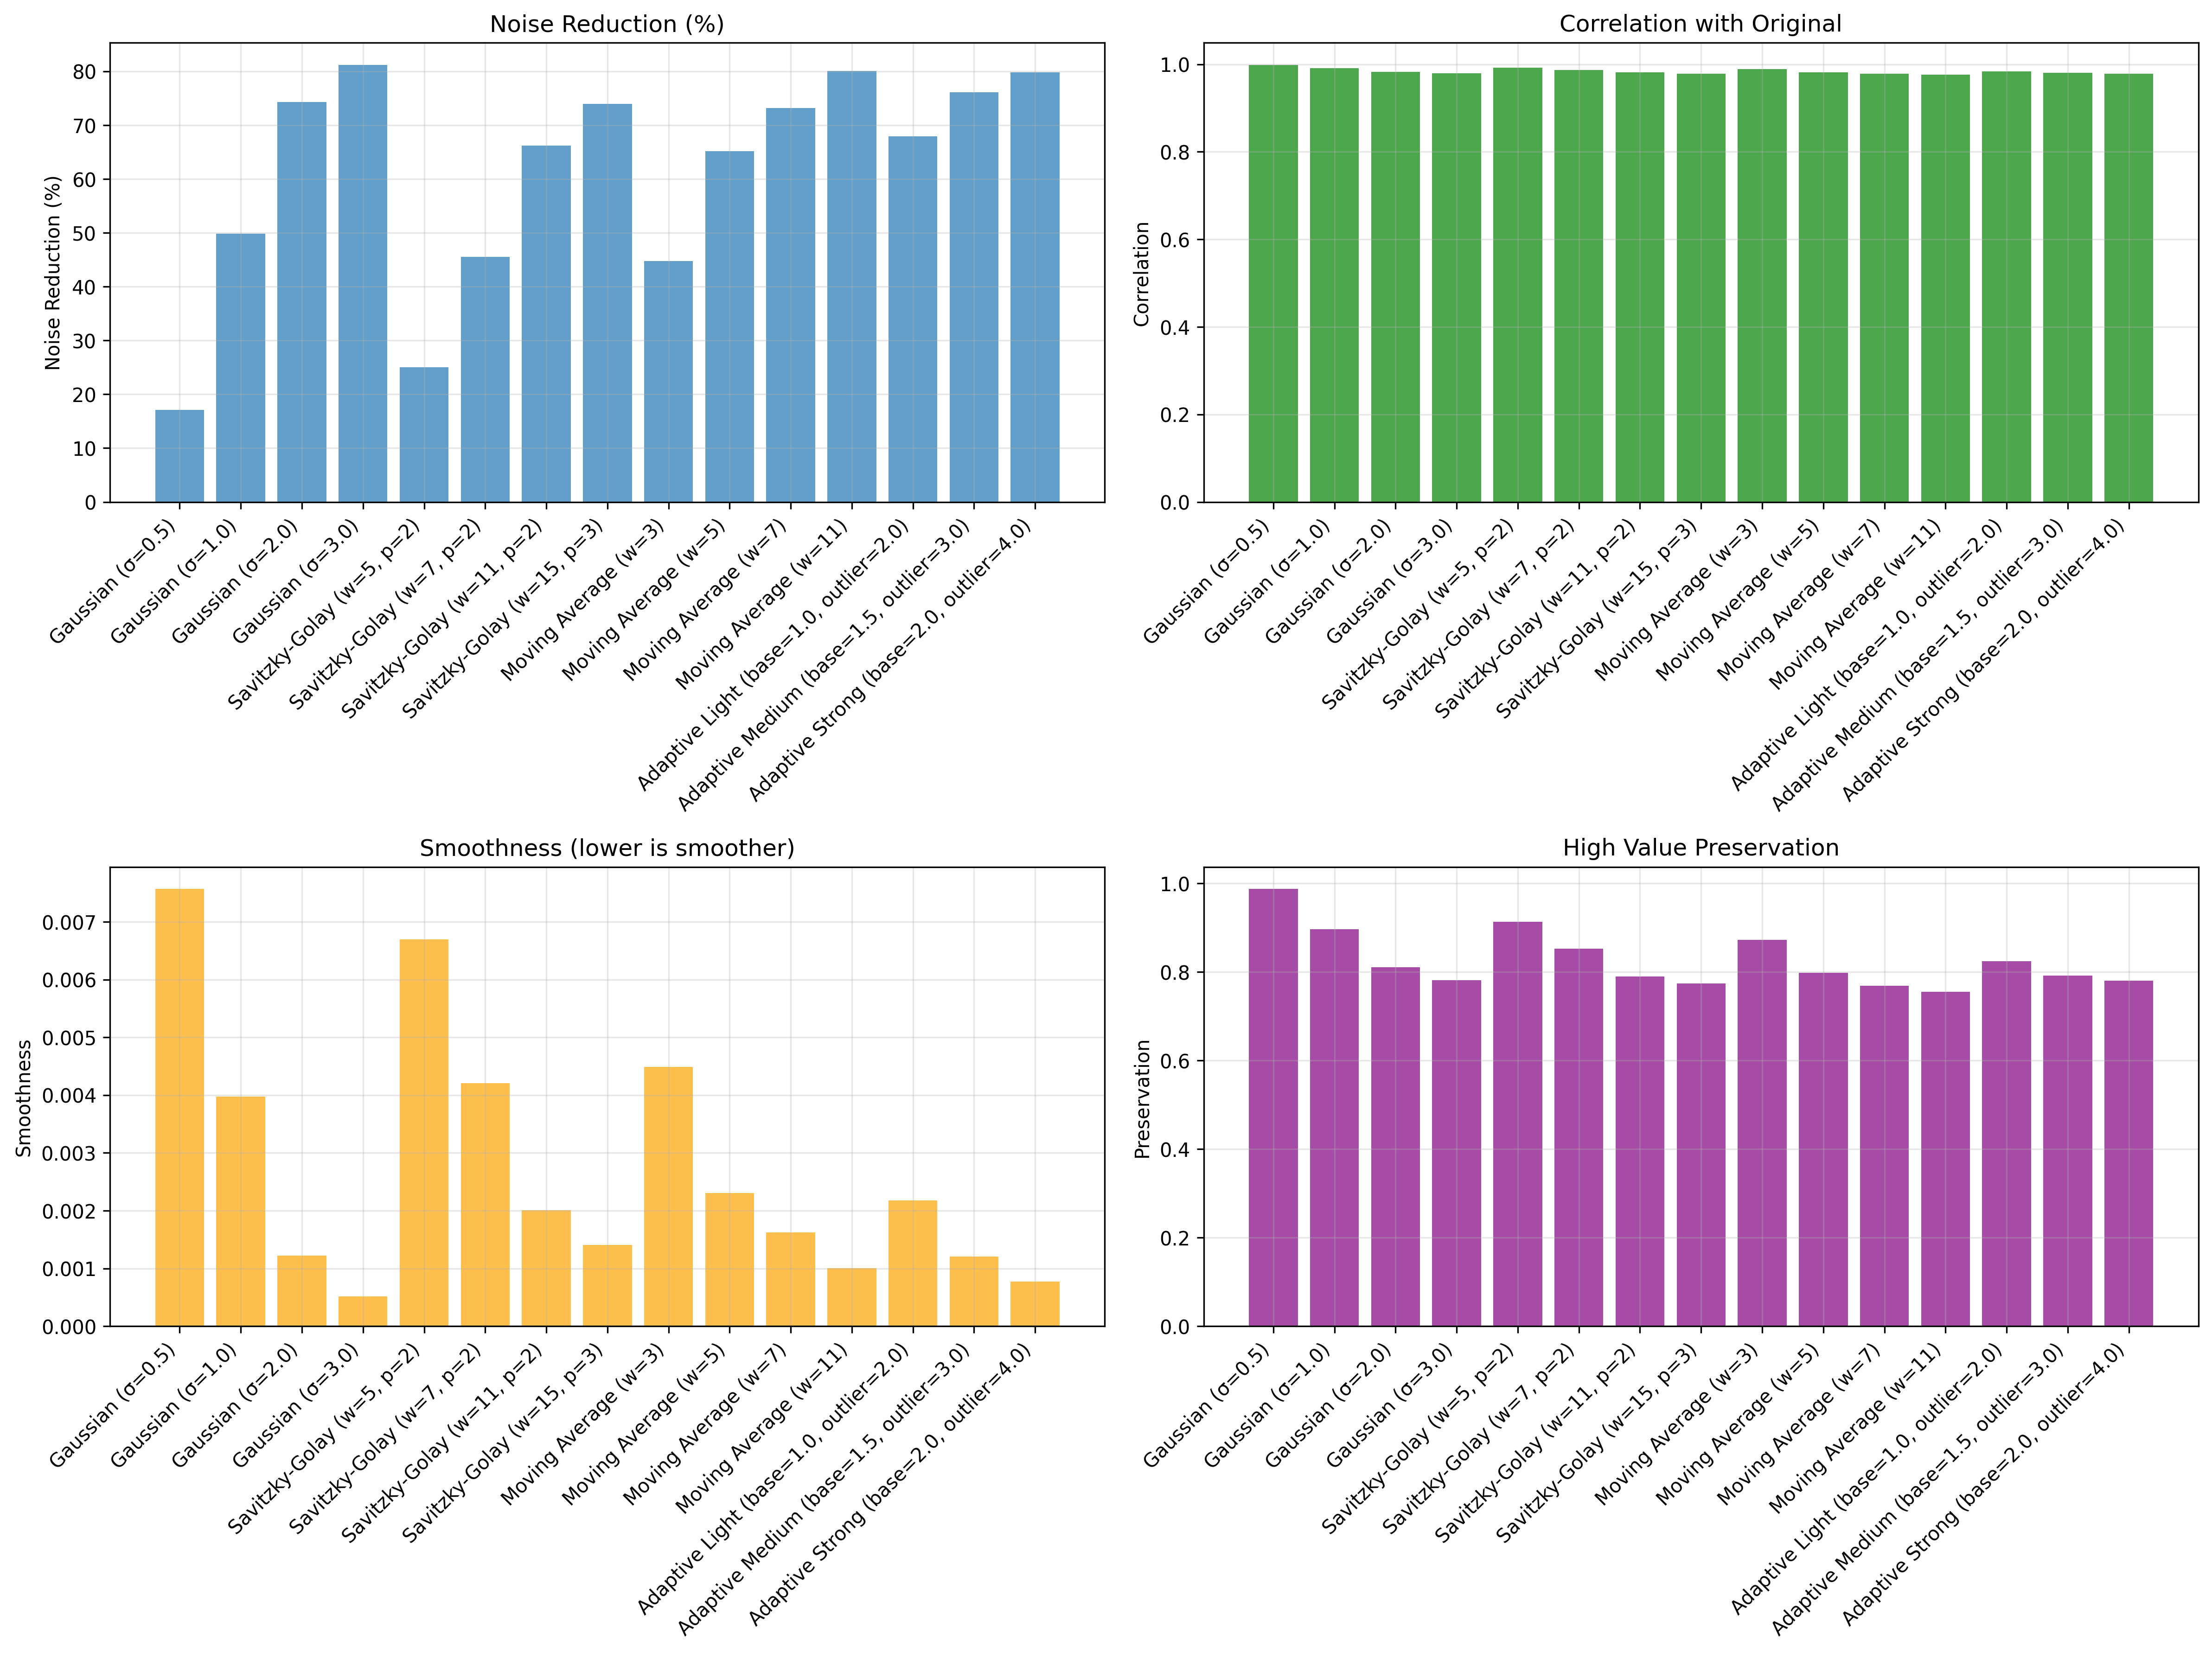 Noise Reduction (%)
Noise Reduction (%)
80
70
60
50
40
30
20
10
0
Gaussian (σ=0.5)
Gaussian (σ=1.0)
Gaussian (σ=2.0)
Gaussian (σ=3.0)
Savitzky-Golay (w=5, p=2)
Savitzky-Golay (w=7, p=2)
Savitzky-Golay (w=11, p=2)
Savitzky-Golay (w=15, p=3)
Moving Average (w=3)
Moving Average (w=5)
Moving Average (w=7)
Moving Average (w=11)
Adaptive Light (base=1.0, outlier=2.0)
Adaptive Medium (base=1.5, outlier=3.0)
Adaptive Strong (base=2.0, outlier=4.0)
Correlation with Original
Correlation
1.0
0.8
0.6
0.4
0.2
0.0
Gaussian (σ=0.5)
Gaussian (σ=1.0)
Gaussian (σ=2.0)
Gaussian (σ=3.0)
Savitzky-Golay (w=5, p=2)
Savitzky-Golay (w=7, p=2)
Savitzky-Golay (w=11, p=2)
Savitzky-Golay (w=15, p=3)
Moving Average (w=3)
Moving Average (w=5)
Moving Average (w=7)
Moving Average (w=11)
Adaptive Light (base=1.0, outlier=2.0)
Adaptive Medium (base=1.5, outlier=3.0)
Adaptive Strong (base=2.0, outlier=4.0)
Smoothness (lower is smoother)
Smoothness
0.007
0.006
0.005
0.004
0.003
0.002
0.001
0.000
Gaussian (σ=0.5)
Gaussian (σ=1.0)
Gaussian (σ=2.0)
Gaussian (σ=3.0)
Savitzky-Golay (w=5, p=2)
Savitzky-Golay (w=7, p=2)
Savitzky-Golay (w=11, p=2)
Savitzky-Golay (w=15, p=3)
Moving Average (w=3)
Moving Average (w=5)
Moving Average (w=7)
Moving Average (w=11)
Adaptive Light (base=1.0, outlier=2.0)
Adaptive Medium (base=1.5, outlier=3.0)
Adaptive Strong (base=2.0, outlier=4.0)
High Value Preservation
Preservation
1.0
0.8
0.6
0.4
0.2
0.0
Gaussian (σ=0.5)
Gaussian (σ=1.0)
Gaussian (σ=2.0)
Gaussian (σ=3.0)
Savitzky-Golay (w=5, p=2)
Savitzky-Golay (w=7, p=2)
Savitzky-Golay (w=11, p=2)
Savitzky-Golay (w=15, p=3)
Moving Average (w=3)
Moving Average (w=5)
Moving Average (w=7)
Moving Average (w=11)
Adaptive Light (base=1.0, outlier=2.0)
Adaptive Medium (base=1.5, outlier=3.0)
Adaptive Strong (base=2.0, outlier=4.0)